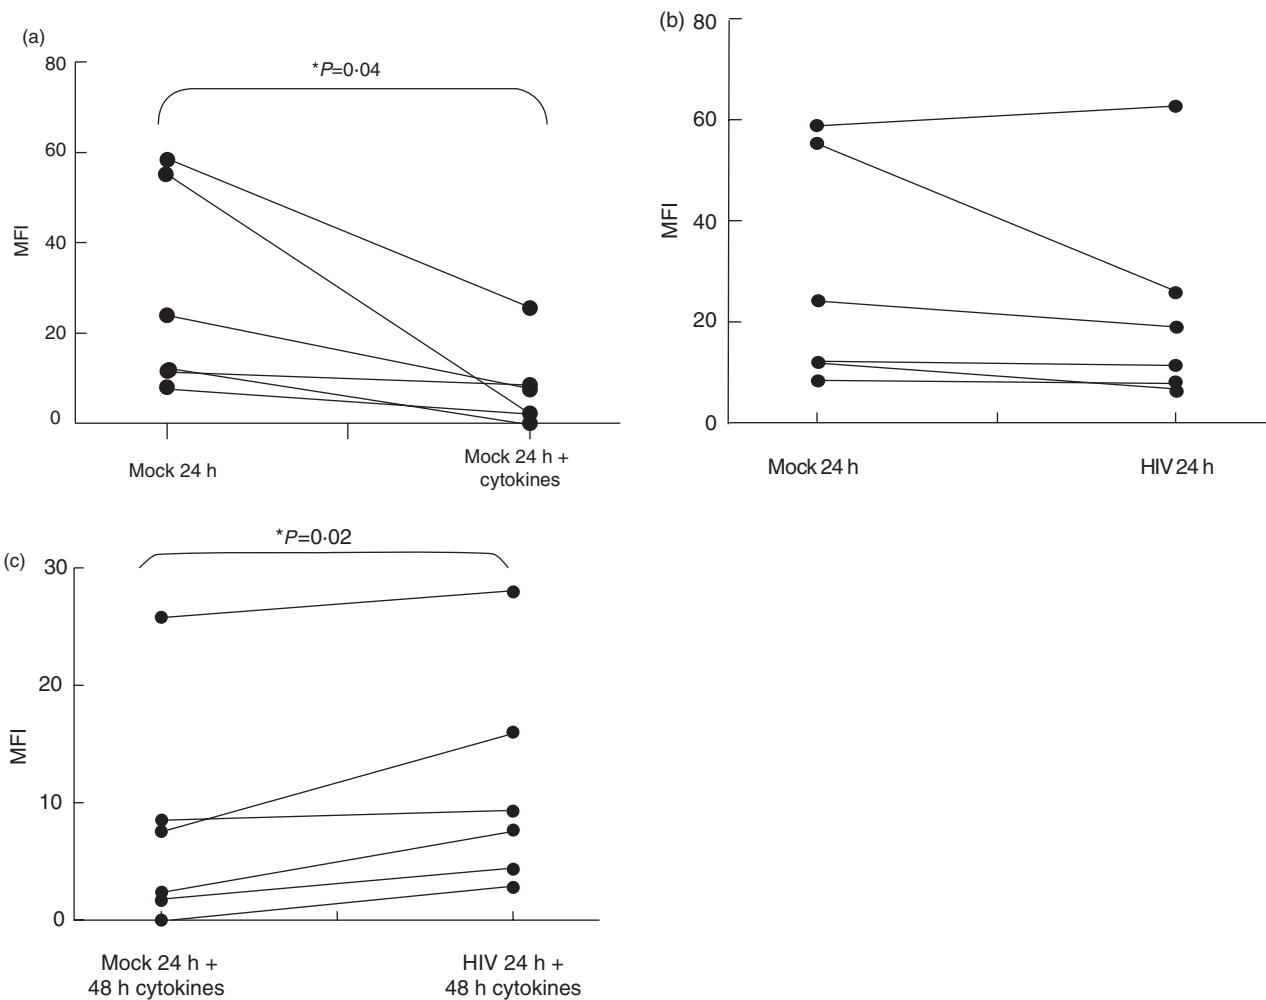 (a)
80
60
40
20
0
MFI
*P=0·04
Mock 24 h
Mock 24 h +
cytokines
(b)
80
60
40
20
0
MFI
Mock 24 h
HIV 24 h
(c)
30
20
10
0
MFI
*P=0·02
Mock 24 h +
48 h cytokines
HIV 24 h +
48 h cytokines